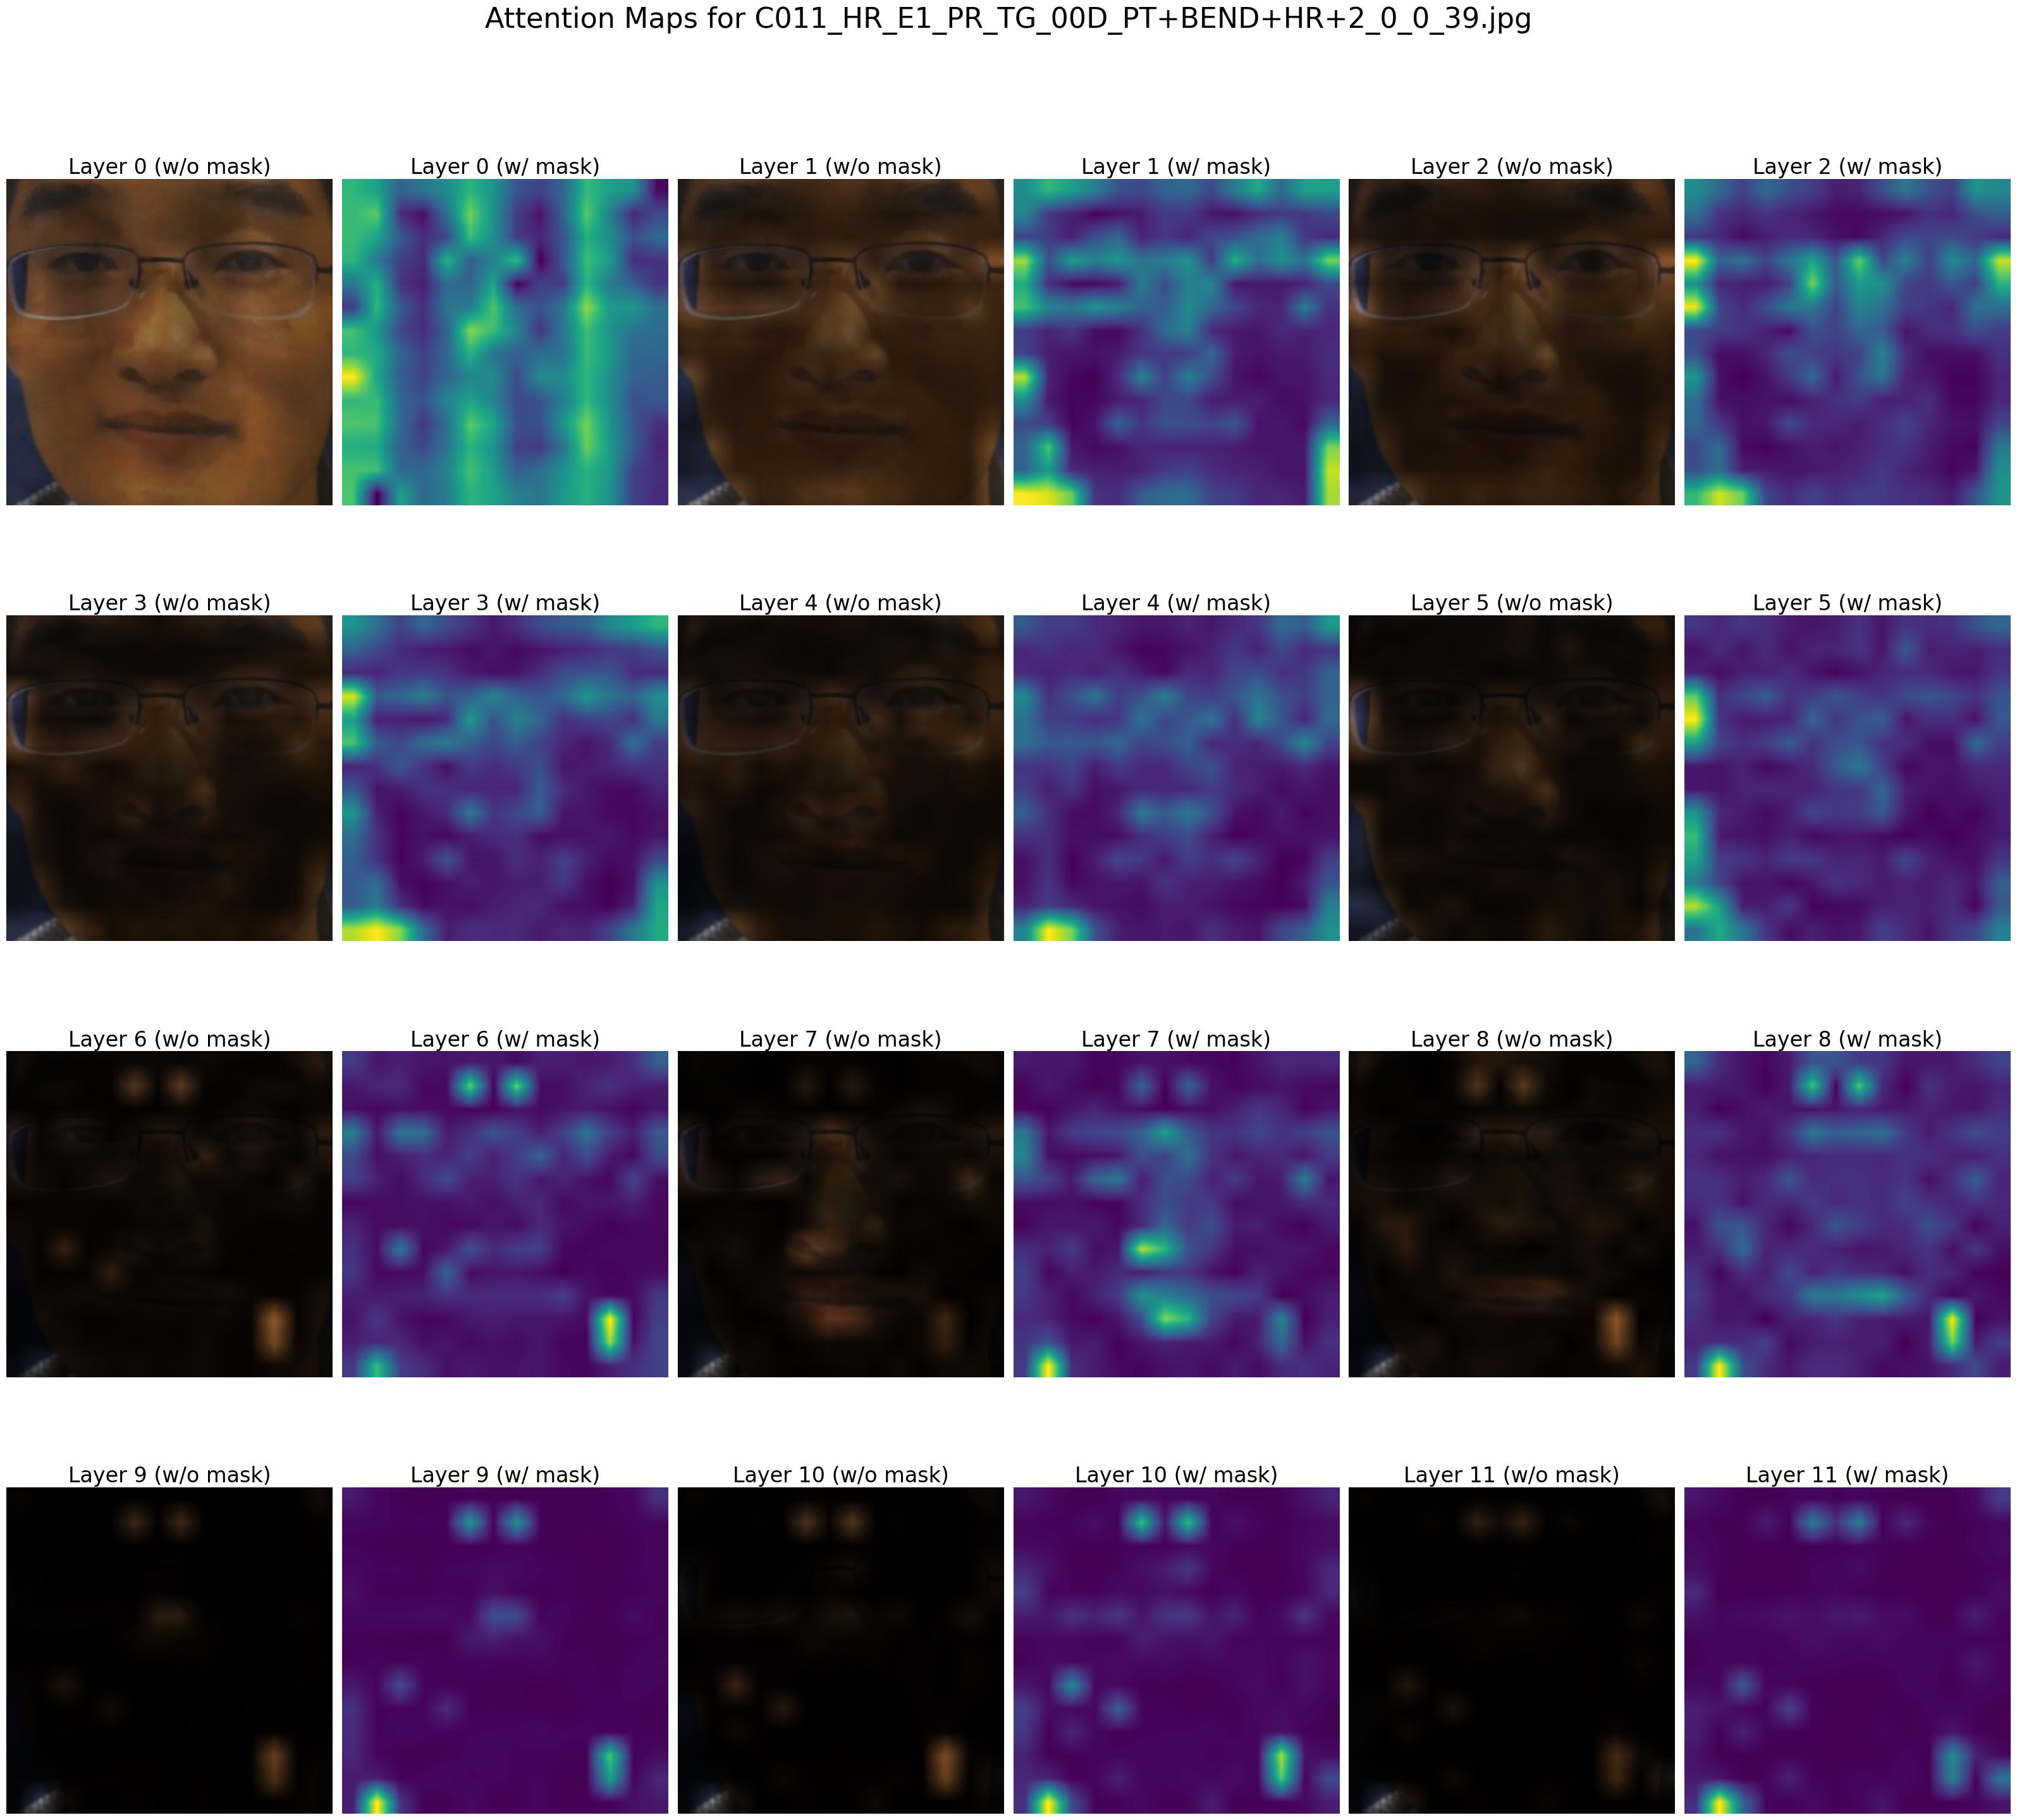 Attention Maps for C011_HR_E1_PR_TG_00D_PT+BEND+HR+2_0_0_39.jpg
Layer 0 (w/o mask) Layer 0 (w/ mask) Layer 1 (w/o mask) Layer 1 (w/ mask) Layer 2 (w/o mask) Layer 2 (w/ mask)
Layer 3 (w/o mask) Layer 3 (w/ mask) Layer 4 (w/o mask) Layer 4 (w/ mask) Layer 5 (w/o mask) Layer 5 (w/ mask)
Layer 6 (w/o mask) Layer 6 (w/ mask) Layer 7 (w/o mask) Layer 7 (w/ mask) Layer 8 (w/o mask) Layer 8 (w/ mask)
Layer 9 (w/o mask) Layer 9 (w/ mask) Layer 10 (w/o mask) Layer 10 (w/ mask) Layer 11 (w/o mask) Layer 11 (w/ mask)